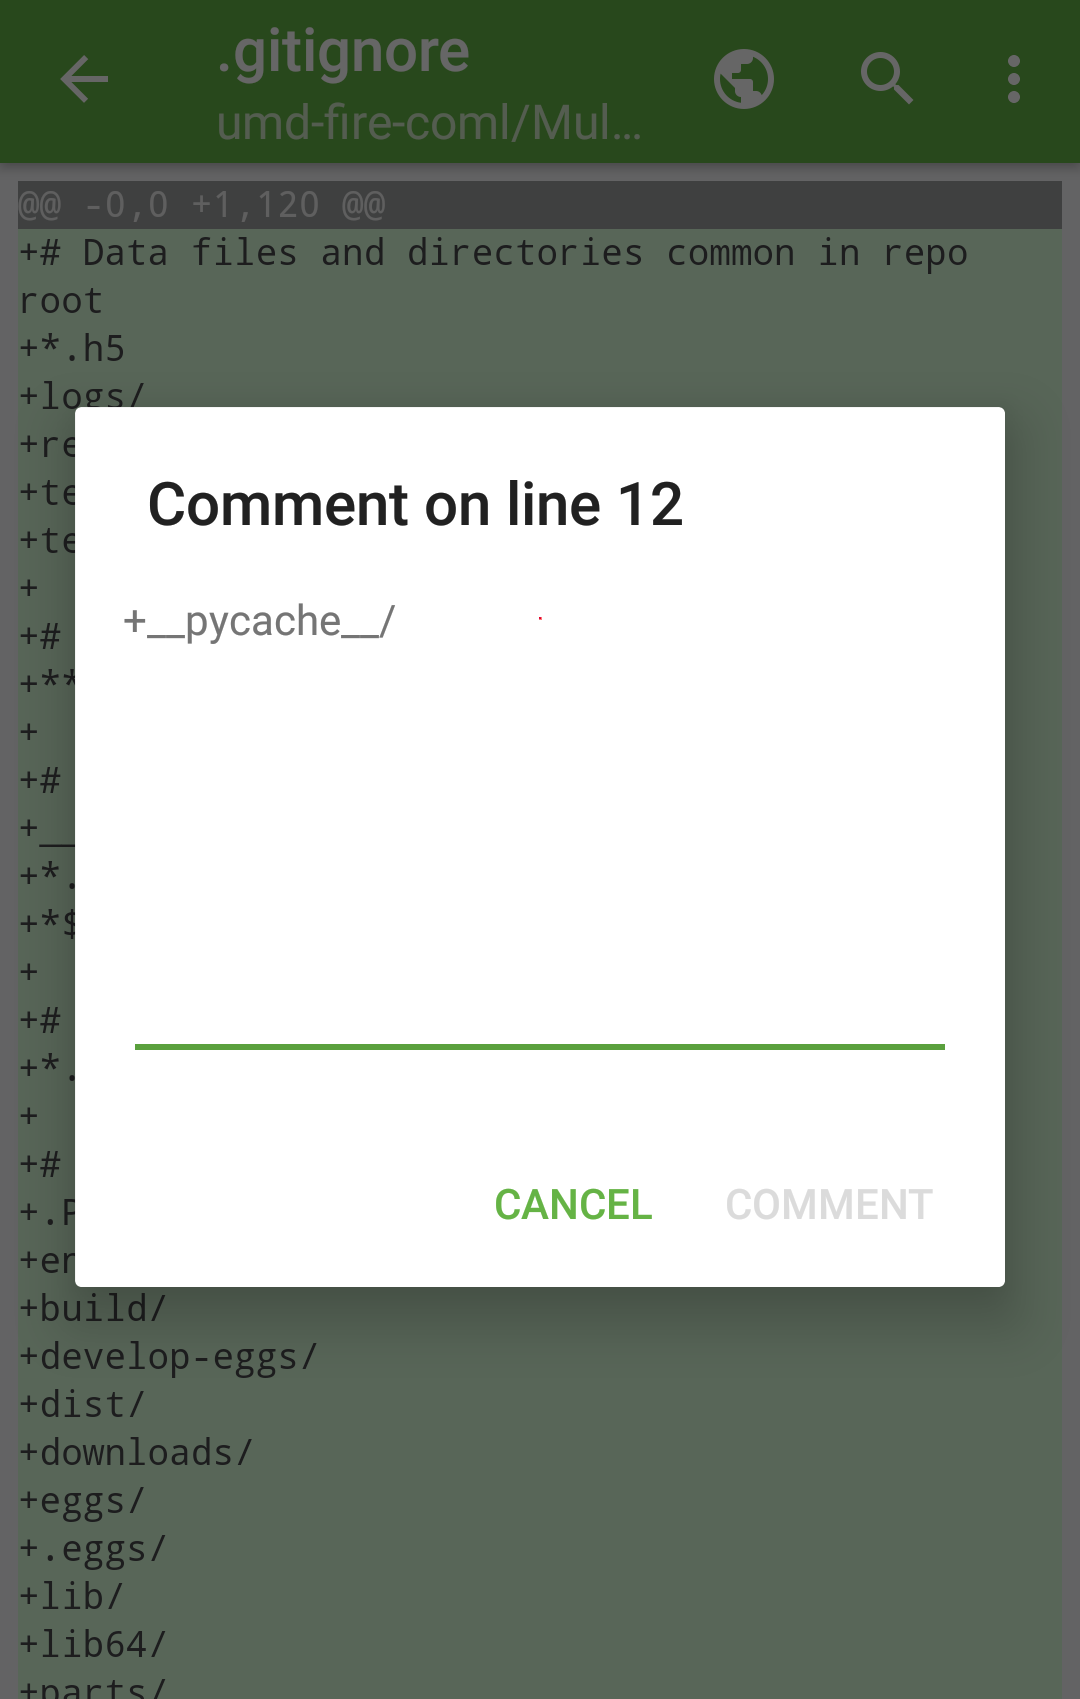 .gitignore
umd-fire-coml/Mul...
@@ -0,0 +1,120 @@
+# Data files and directories common in repo
root
+*.h5
+logs/
+re
+te
+te
+
+#
+**
+
+#
+__
+*.
+*$
+
+#
+*.
+
+#
+.P
+en
Comment on line 12
+__pycache__/
CANCEL COMMENT
+build/
+develop-eggs/
+dist/
+downloads/
+eggs/
+.eggs/
+lib/
+lib64/
+parts/